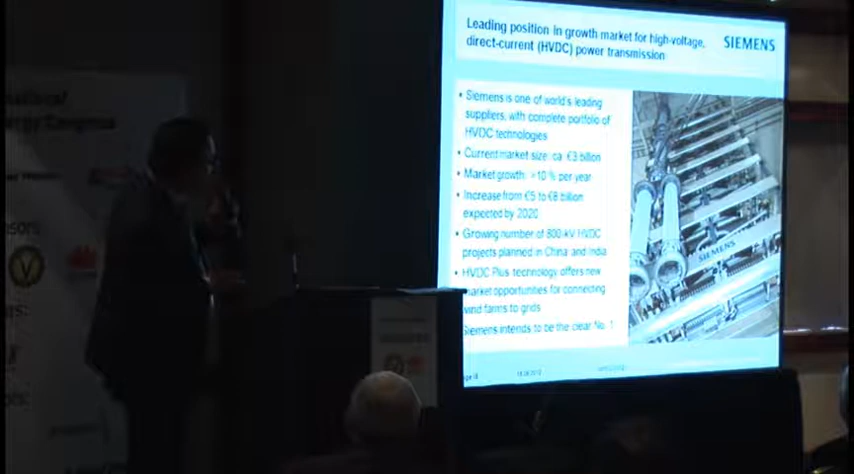 Leading position in growth market for high-voltage,
direct-current (HVDC) power transmission
SIEMENS
• Siemens is one of world's leading
suppliers, with complete portfolio of
HVDC technologies
• Current market size: ca. €3 billion
• Market growth: >10 % per year
• Increase from €5 to €8 billion
expected by 2020
• Growing number of 800-kV HVDC
projects planned in China and India
• HVDC Plus technology offers new
market opportunities for connecting
wind farms to grids
Siemens intends to be the clear No. 1
SIEMENS